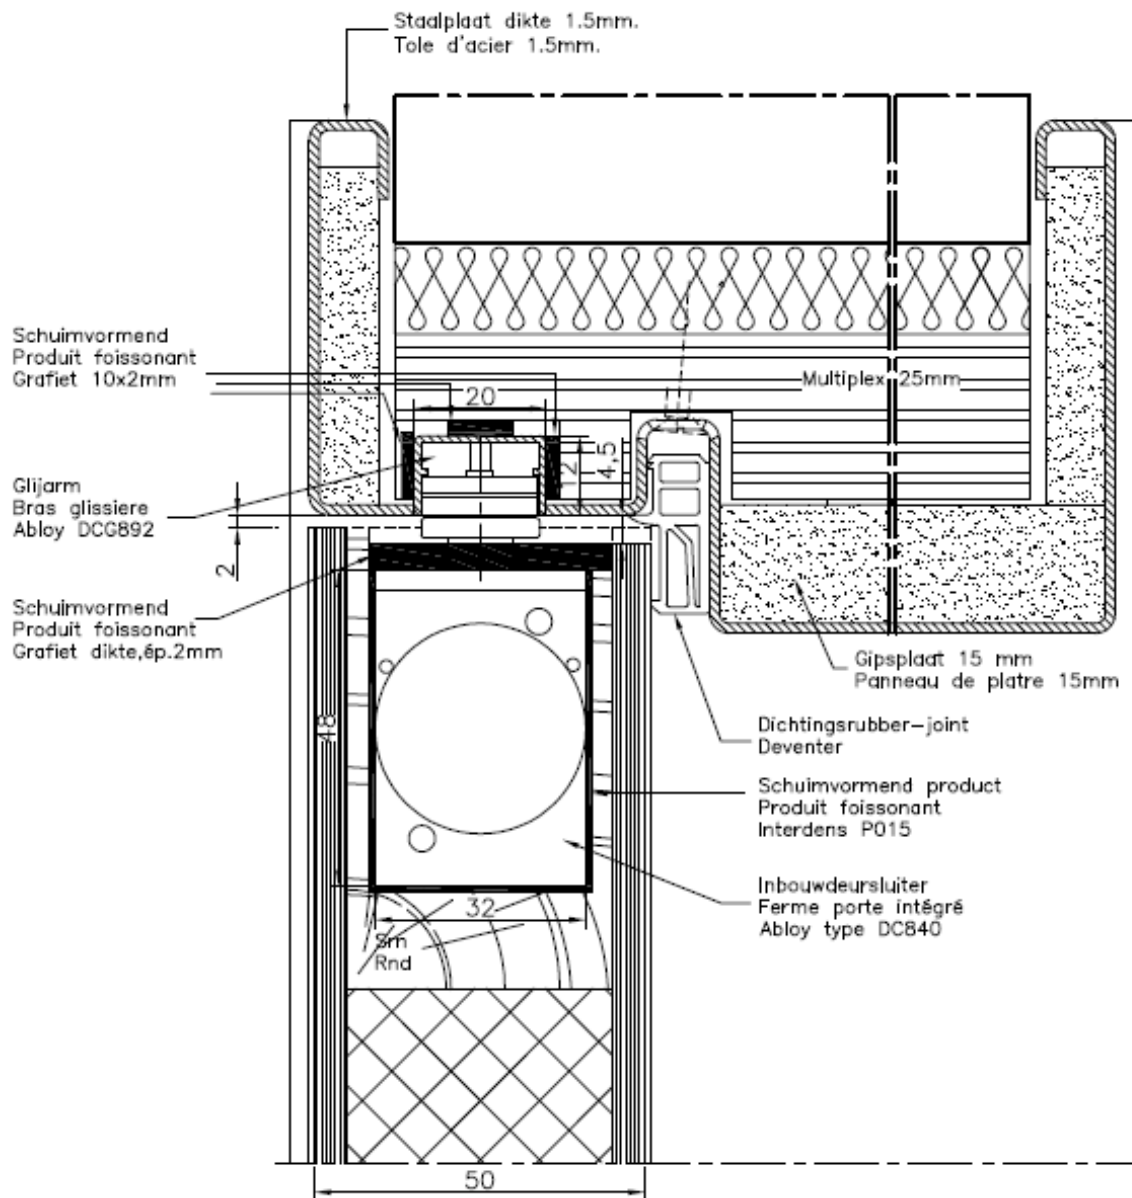 Staalplaat dikte 1.5mm.
Tole d'acier 1.5mm.
Schuimvormend
Produit foissonant
Grafiet 10x2mm
Multiplex 25mm
20
12
4,5
Glijarm
Bras glissiere
Abloy DCG892
2
Schuimvormend
Produit foissonant
Grafiet dikte,ép.2mm
Gipsplaat 15 mm
Panneau de platre 15mm
48
Dichtingsrubber-joint
Deventer
Schuimvormend product
Produit foissonant
Interdens P015
Inbouwdeursluiter
Ferme porte intégré
Abloy type DC840
32
Srn
Rnd
50